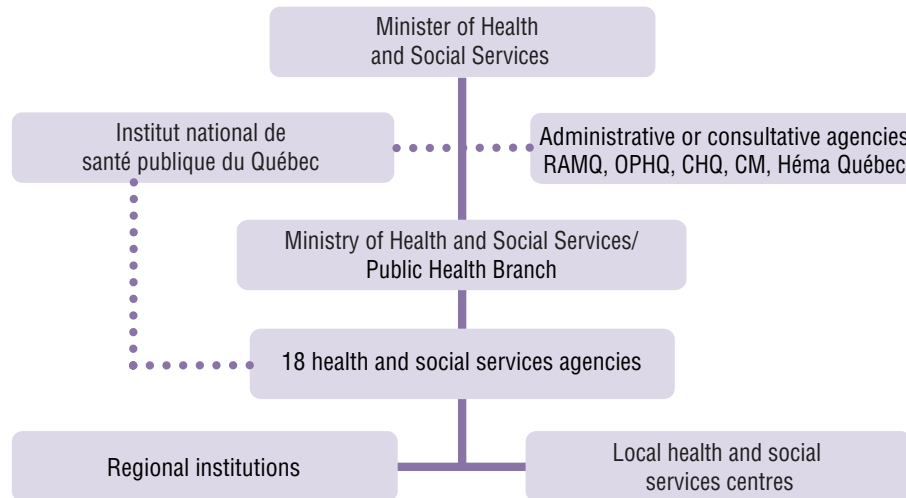 Minister of Health
and Social Services
Institut national de
santé publique du Québec
Administrative or consultative agencies
RAMQ, OPHQ, CHQ, CM, Héma Québec
Ministry of Health and Social Services/
Public Health Branch
18 health and social services agencies
Regional institutions
Local health and social
services centres